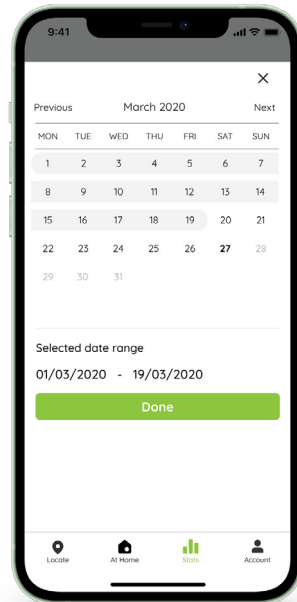 9:41
Previous March 2020 Next
MON TUE WED THU FRI SAT SUN
1 2 3 4 5 6 7
8 9 10 11 12 13 14
15 16 17 18 19 20 21
22 23 24 25 26 27 28
29 30 31
Selected date range
01/03/2020 - 19/03/2020
Done
Locate At Home Stats Account